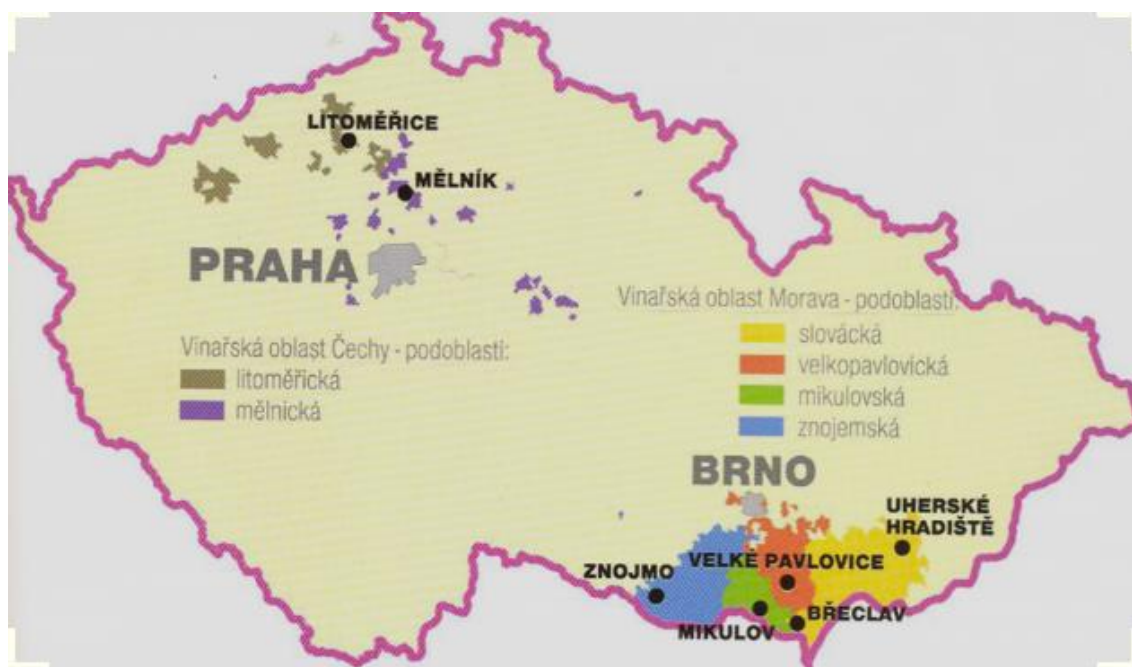 LITOMĚŘICE
MĚLNÍK
PRAHA
Vinařská oblast Čechy - podoblasti:
litoměřická
mělnická
Vinařská oblast Morava - podoblasti:
slovácká
velkopavlovická
mikulovská
znojemská
BRNO
UHERSKÉ
HRADIŠTĚ
VELKÉ PAVLOVICE
ZNOJMO
BŘECLAV
MIKULOV